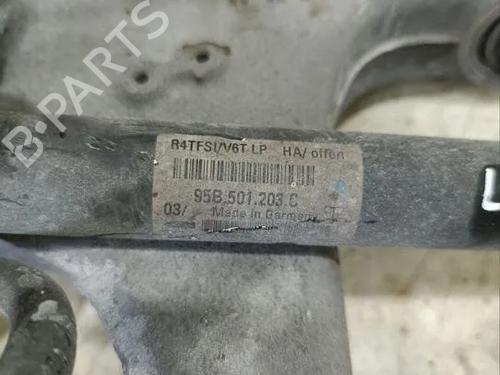 B-PARTS
R4TFSI/V6T LP HA/ offen
95B.501.203.C
03/ Made in Germany
L